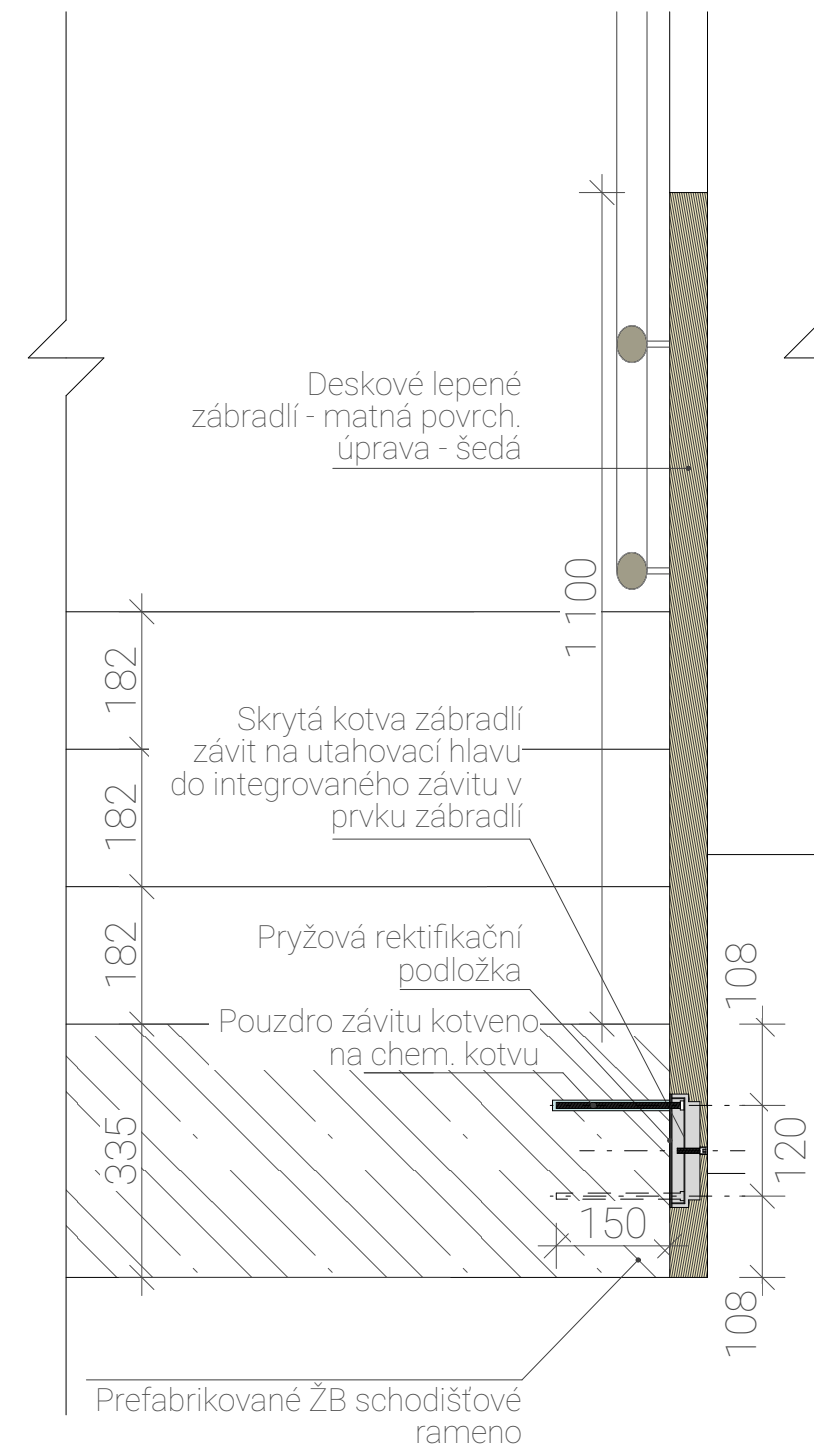 Deskové lepené
zábradlí - matná povrch.
úprava - šedá
1 100
182
Skrytá kotva zábradlí
závit na utahovací hlavu
do integrovaného závitu v
prvku zábradlí
182
Pryžová rektifikační
podložka
182
108
Pouzdro závitu kotveno
na chem. kotvu
335
120
150
108
Prefabrikované ŽB schodišťové
rameno